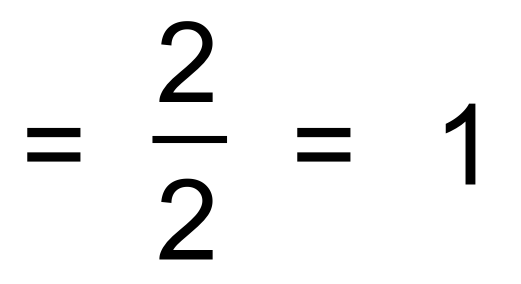 = 2/2 = 1